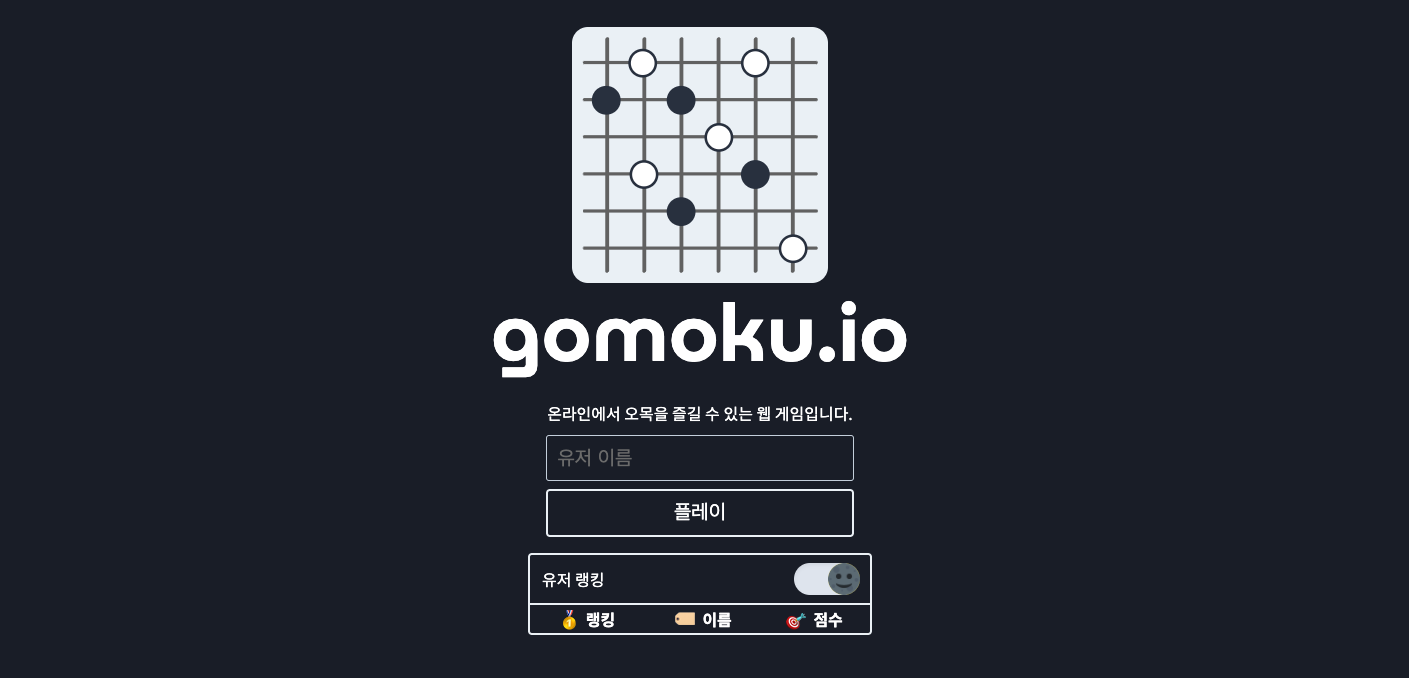 gomoku.io
온라인에서 오목을 즐길 수 있는 웹 게임입니다.
유저 이름
플레이
유저 랭킹
🥇 랭킹 🏷️ 이름 🎯 점수